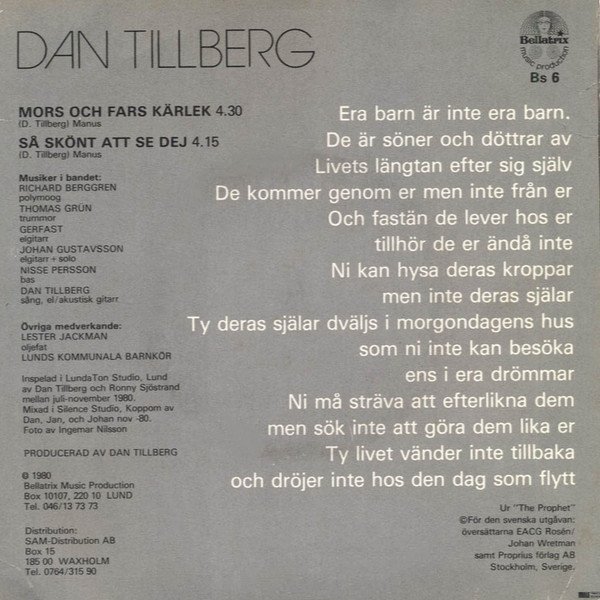 DAN TILLBERG
Bellatrix
music production
Bs 6
MORS OCH FARS KÄRLEK 4.30
(D. Tillberg) Manus
SÅ SKÖNT ATT SE DEJ 4.15
(D. Tillberg) Manus
Musiker i bandet:
RICHARD BERGGREN
polymoog
THOMAS GRÜN
trummor
GERFAST
elgitarr
JOHAN GUSTAVSSON
elgitarr + solo
NISSE PERSSON
bas
DAN TILLBERG
sång, el/akustisk gitarr
Övriga medverkande:
LESTER JACKMAN
oljefat
LUNDS KOMMUNALA BARNKÖR
Inspelad i LundaTon Studio, Lund
av Dan Tillberg och Ronny Sjöstrand
mellan juli-november 1980.
Mixad i Silence Studio, Koppom av
Dan, Jan, och Johan nov -80.
Foto av Ingemar Nilsson
PRODUCERAD AV DAN TILLBERG
© 1980
Bellatrix Music Production
Box 10107, 220 10 LUND
Tel. 046/13 73 73
Distribution:
SAM-Distribution AB
Box 15
185 00 WAXHOLM
Tel. 0764/315 90
Era barn är inte era barn.
De är söner och döttrar av
Livets längtan efter sig själv
De kommer genom er men inte från er
Och fastän de lever hos er
tillhör de er ändå inte
Ni kan hysa deras kroppar
men inte deras själar
Ty deras själar dväljs i morgondagens hus
som ni inte kan besöka
ens i era drömmar
Ni må sträva att efterlikna dem
men sök inte att göra dem lika er
Ty livet vänder inte tillbaka
och dröjer inte hos den dag som flytt
Ur "The Prophet"
©För den svenska utgåvan:
översättarna EACG Rosén/
Johan Wretman
samt Proprius förlag AB
Stockholm, Sverige.